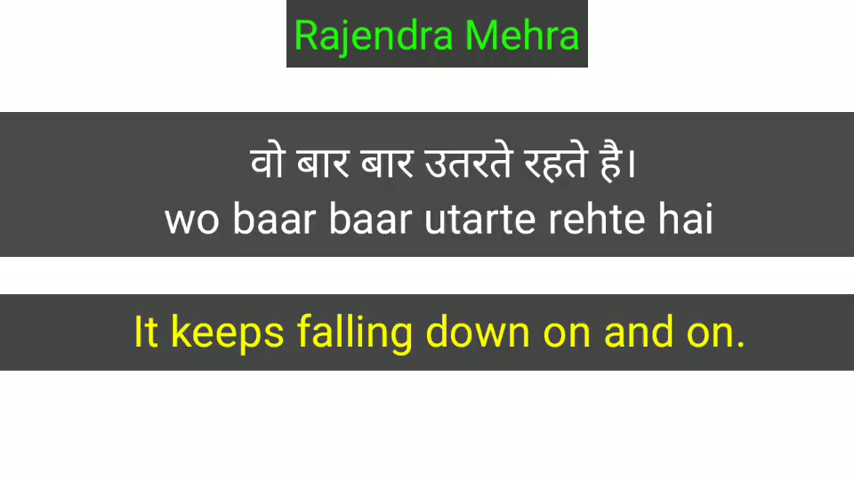 Rajendra Mehra
वो बार बार उतरते रहते है।
wo baar baar utarte rehte hai
It keeps falling down on and on.